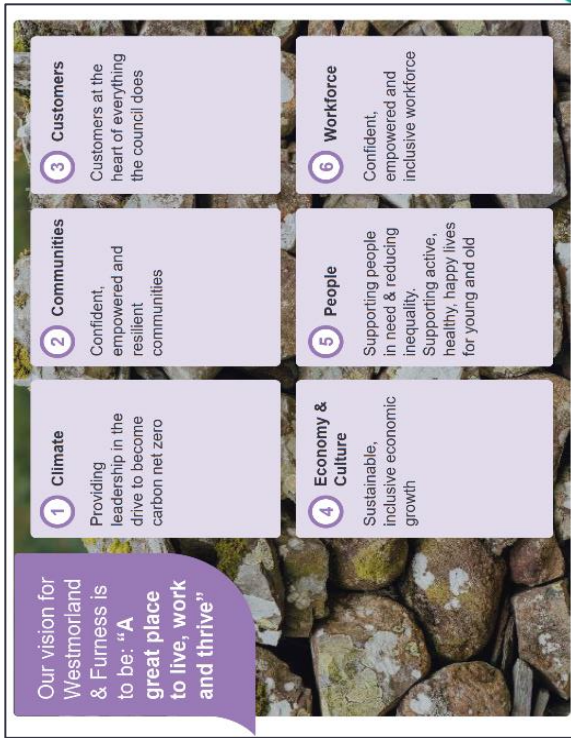 Our vision for
Westmorland
& Furness is
to be: “A
great place
to live, work
and thrive”
1 Climate
Providing
leadership in the
drive to become
carbon net zero
2 Communities
Confident,
empowered and
resilient
communities
3 Customers
Customers at the
heart of everything
the council does
4 Economy &
Culture
Sustainable,
inclusive economic
growth
5 People
Supporting people
in need & reducing
inequality.
Supporting active,
healthy, happy lives
for young and old
6 Workforce
Confident,
empowered and
inclusive workforce